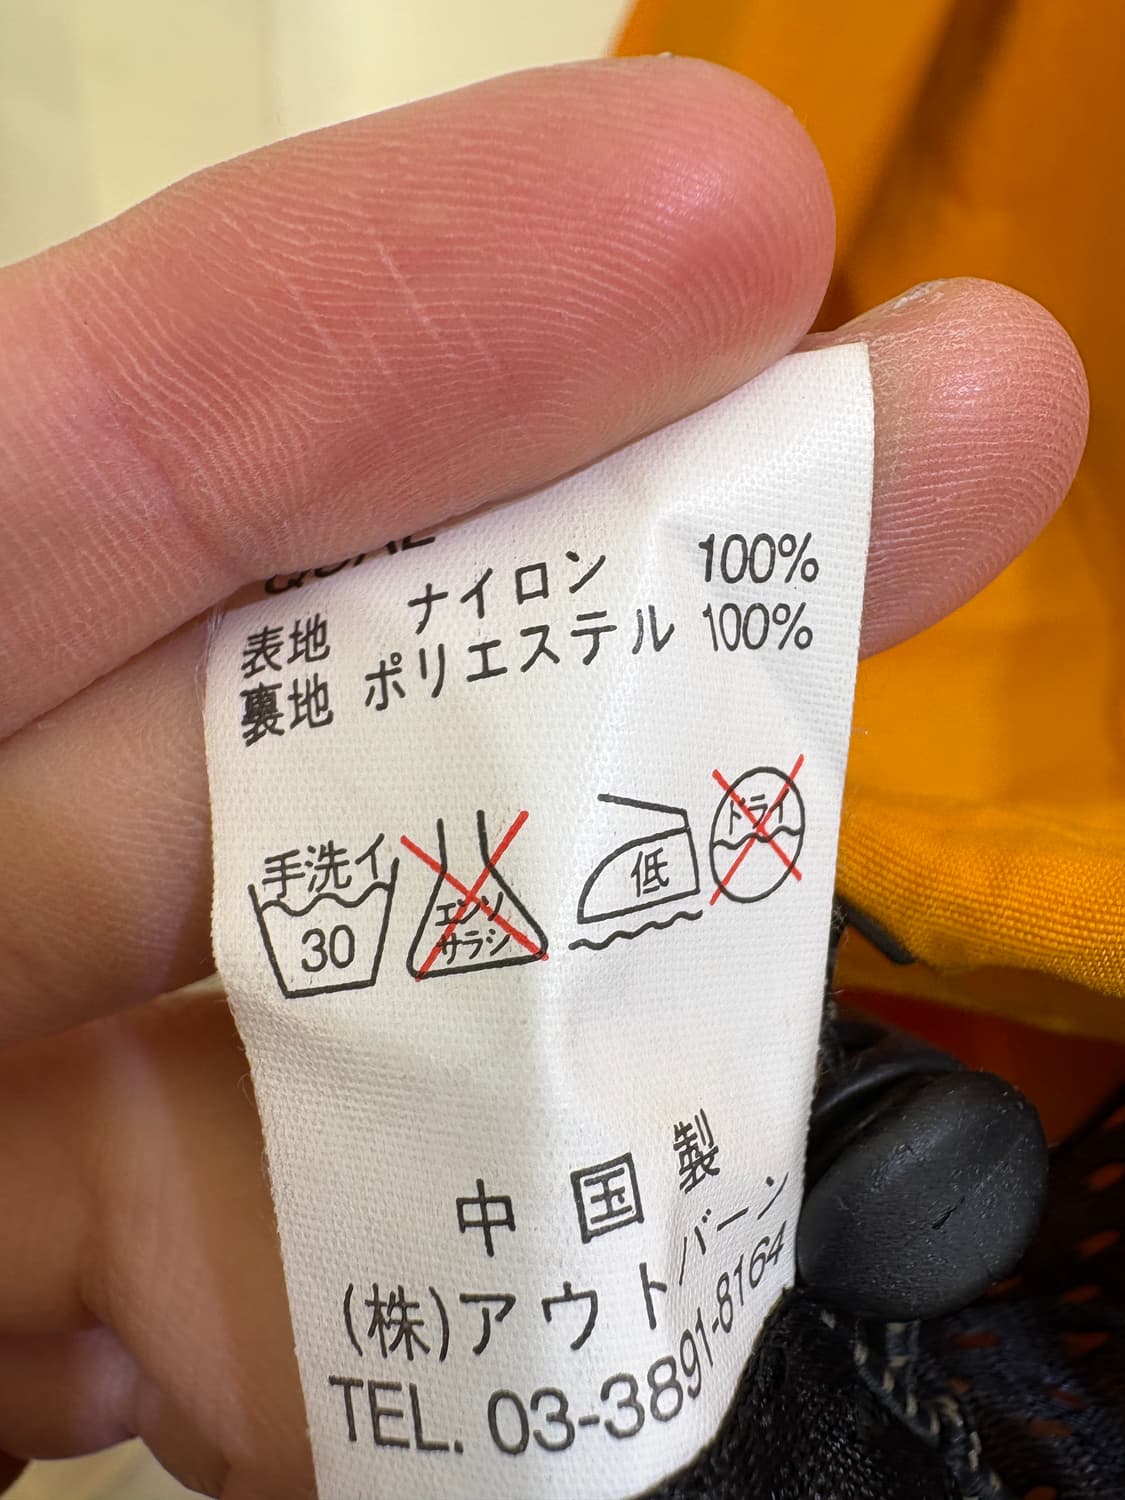 QUAL
表地 ナイロン 100%
裏地 ポリエステル 100%
手洗イ
30
エンソ
サラシ
低
ドライ
中国製
(株)アウトバーン
TEL. 03-3891-8164